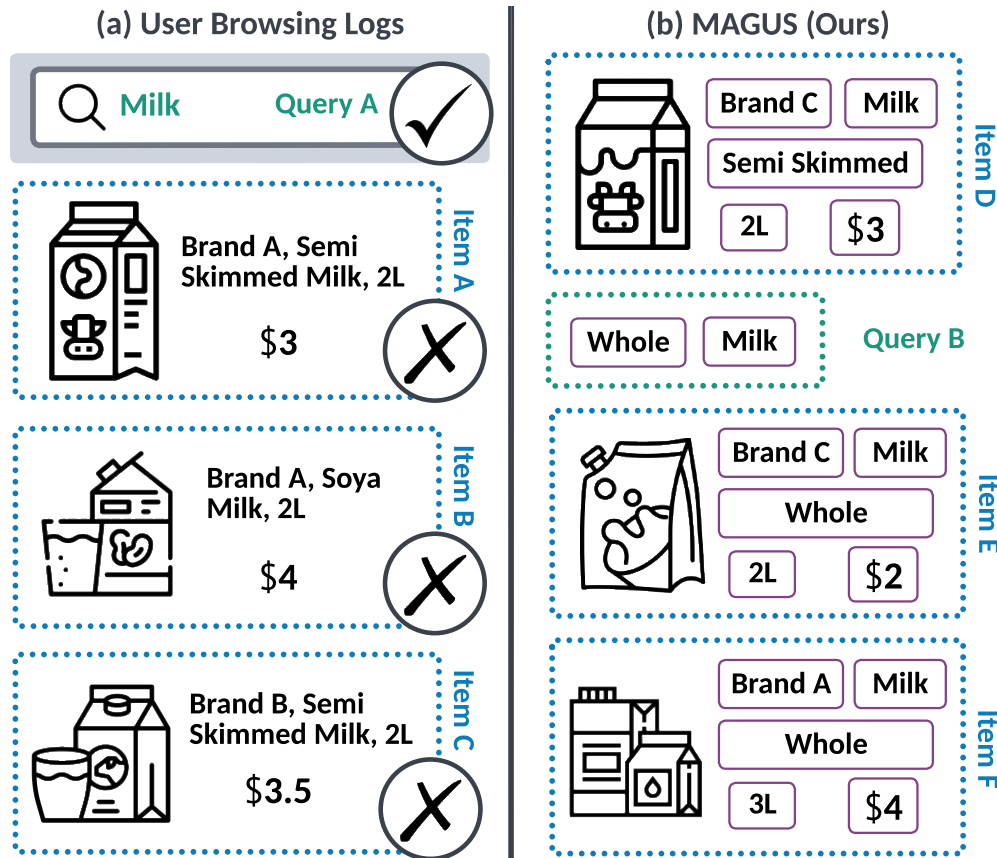 (a) User Browsing Logs
Milk Query A
Brand A, Semi
Skimmed Milk, 2L
$3
Item A
Brand A, Soya
Milk, 2L
$4
Item B
Brand B, Semi
Skimmed Milk, 2L
$3.5
Item C
(b) MAGUS (Ours)
Brand C Milk
Semi Skimmed
2L $3
Item D
Whole Milk
Query B
Brand C Milk
Whole
2L $2
Item E
Brand A Milk
Whole
3L $4
Item F